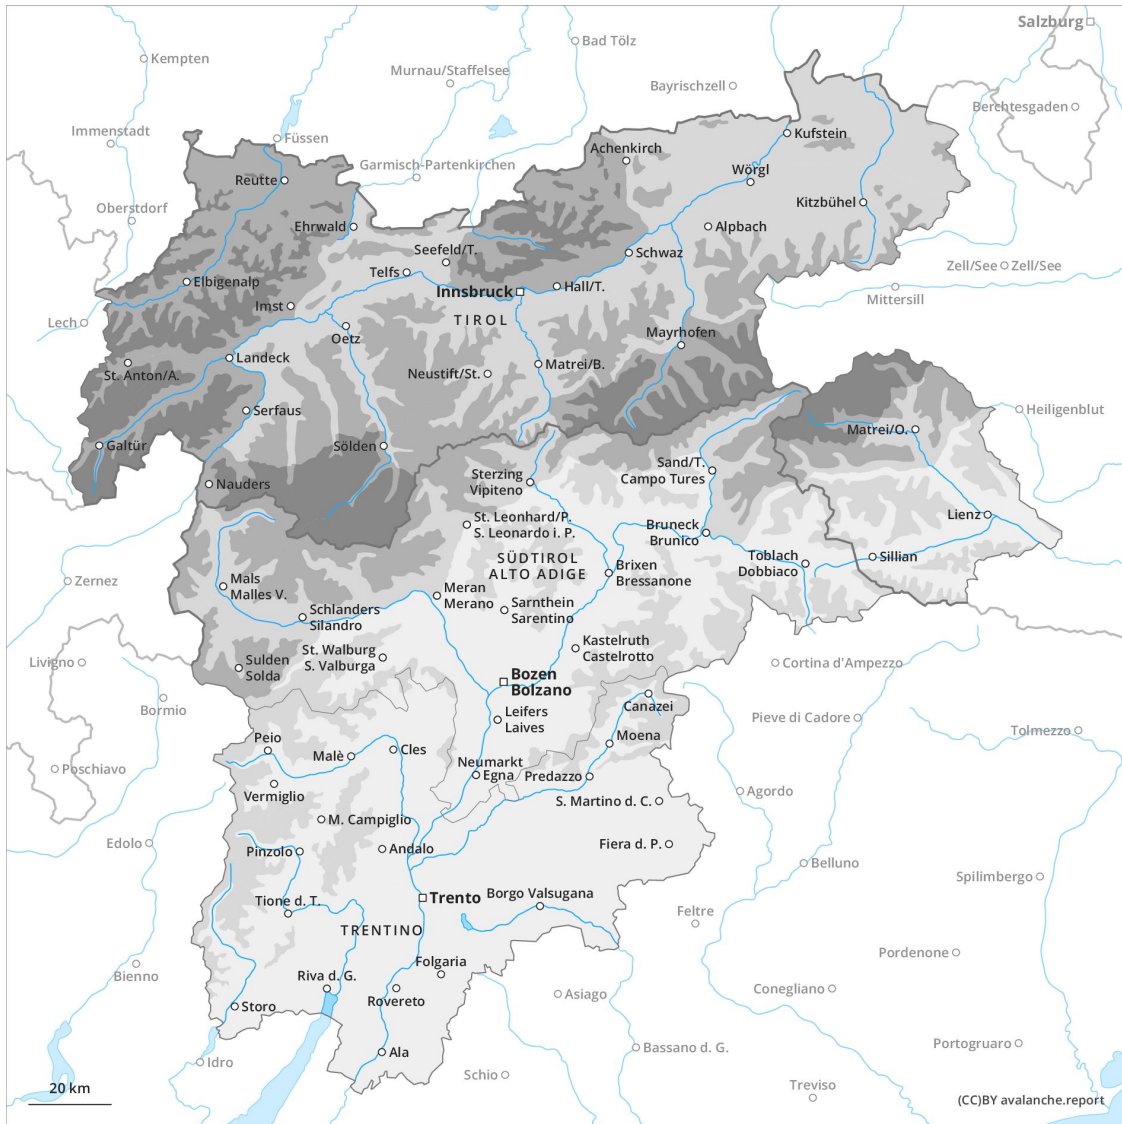 Salzburg
Bad Tölz
Kempten
Murnau/Staffelsee
Bayrischzell
Berchtesgaden
Immenstadt
Füssen
Kufstein
Achenkirch
Garmisch-Partenkirchen
Wörgl
Reutte
Oberstdorf
Kitzbühel
Ehrwald
Alpbach
Seefeld/T.
Schwaz
Telfs
Zell/See
Zell/See
Elbigenalp
Innsbruck
Hall/T.
Mittersill
Imst
Lech
TIROL
Mayrhofen
Oetz
Landeck
Matrei/B.
St. Anton/A.
Neustift/St.
Serfaus
Heiligenblut
Matrei/O.
Galtür
Sölden
Sterzing
Vipiteno
Sand/T.
Campo Tures
Nauders
St. Leonhard/P.
S. Leonardo i. P.
Lienz
Bruneck
Brunico
SÜDTIROL
ALTO ADIGE
Toblach
Dobbiaco
Sillian
Brixen
Bressanone
Zernez
Mals
Malles V.
Meran
Merano
Sarnthein
Sarentino
Schlanders
Silandro
Kastelruth
Castelrotto
St. Walburg
S. Valburga
Livigno
Sulden
Solda
Cortina d'Ampezzo
Bozen
Bolzano
Bormio
Canazei
Leifers
Laives
Pieve di Cadore
Tolmezzo
Peio
Moena
Malè
Cles
Neumarkt
Egna
Predazzo
Poschiavo
Vermiglio
Agordo
S. Martino d. C.
M. Campiglio
Edolo
Pinzolo
Andalo
Fiera d. P.
Belluno
Spilimbergo
Trento
Borgo Valsugana
Tione d. T.
Feltre
TRENTINO
Pordenone
Folgaria
Bienno
Riva d. G.
Rovereto
Asiago
Conegliano
Storo
Portogruaro
Bassano d. G.
Ala
Idro
Schio
Treviso
20 km
(CC)BY avalanche.report